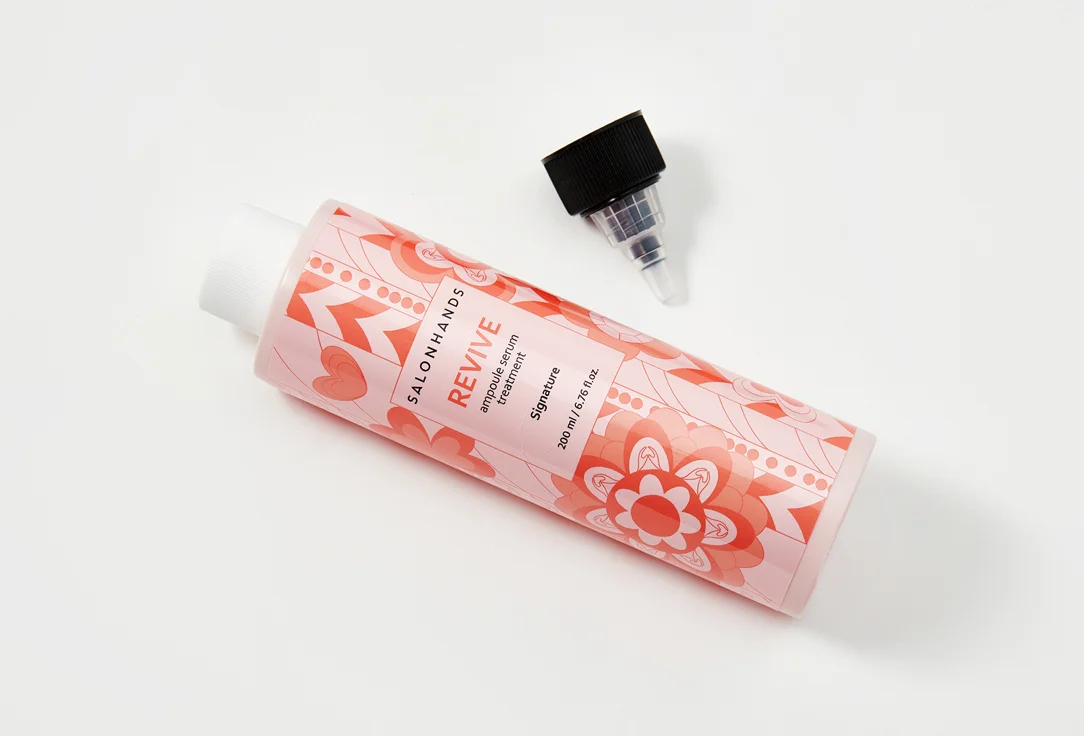 SALONHANDS
REVIVE
ampoule serum
treatment
Signature
200 ml / 6.76 fl.oz.